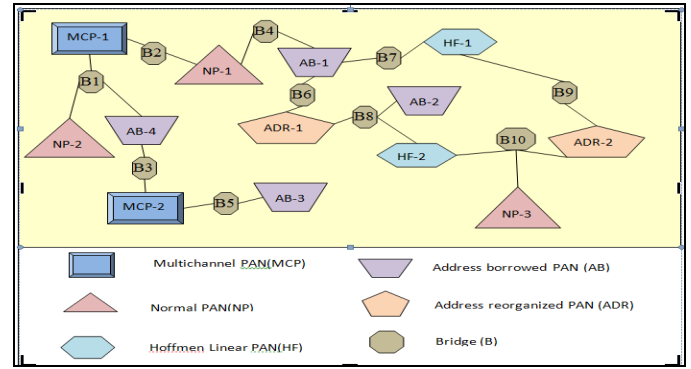 MCP-1
B2
B4
NP-1
AB-1
B7
HF-1
B1
B6
B9
NP-2
AB-4
ADR-1
B8
AB-2
B10
ADR-2
HF-2
B3
MCP-2
B5
AB-3
NP-3
Multichannel PAN(MCP)
Address borrowed PAN (AB)
Normal PAN(NP)
Address reorganized PAN (ADR)
Hoffmen Linear PAN(HF)
Bridge (B)